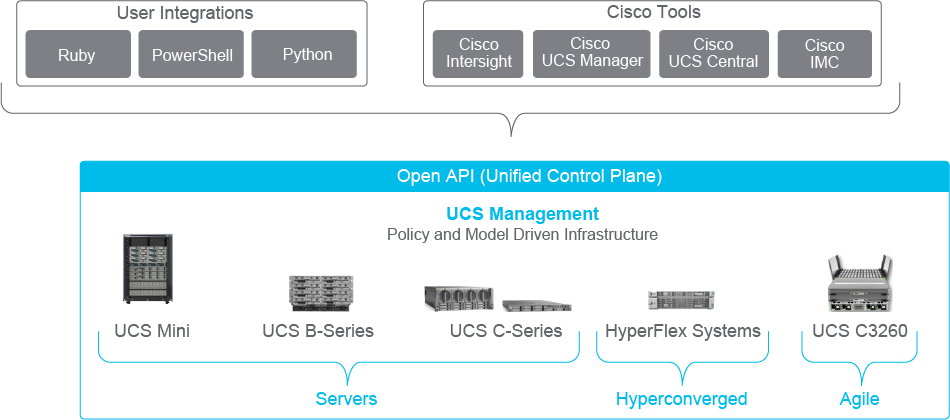 User Integrations
Cisco Tools
Ruby
PowerShell
Python
Cisco
Intersight
Cisco
UCS Manager
Cisco
UCS Central
Cisco
IMC
Open API (Unified Control Plane)
UCS Management
Policy and Model Driven Infrastructure
UCS Mini
UCS B-Series
UCS C-Series
HyperFlex Systems
UCS C3260
Servers
Hyperconverged
Agile